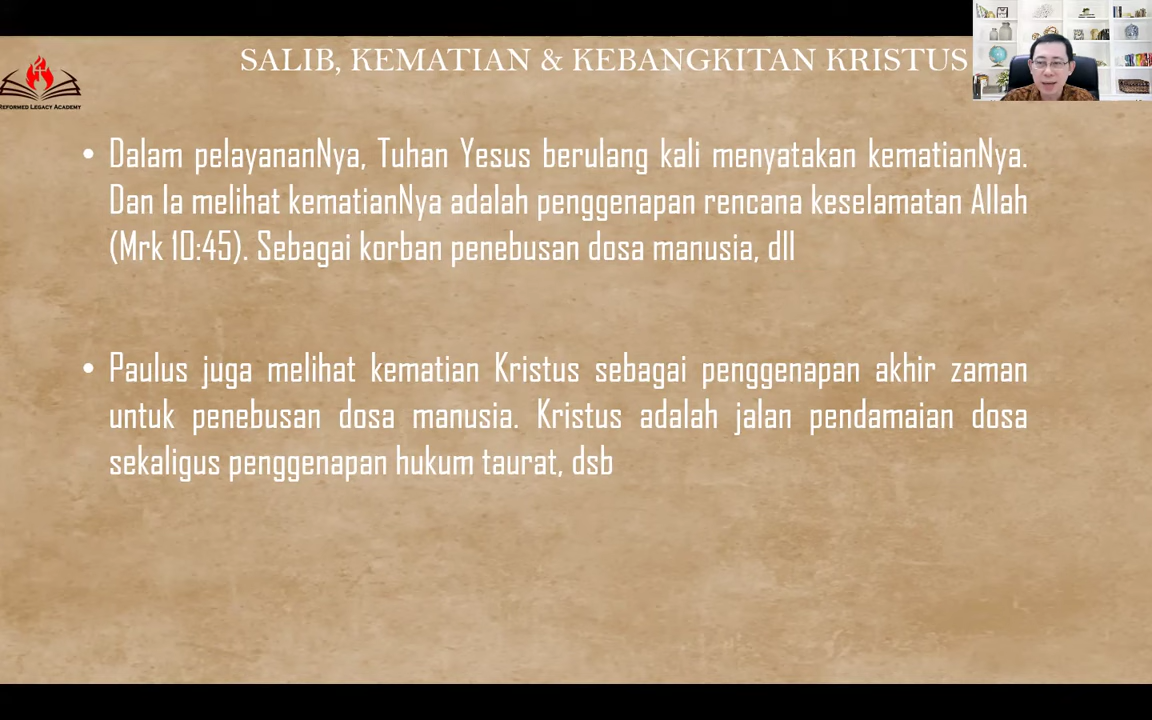 SALIB, KEMATIAN & KEBANGKITAN KRISTUS
REFORMED LEGACY ACADEMY
• Dalam pelayananNya, Tuhan Yesus berulang kali menyatakan kematianNya.
Dan Ia melihat kematianNya adalah penggenapan rencana keselamatan Allah
(Mrk 10:45). Sebagai korban penebusan dosa manusia, dll
• Paulus juga melihat kematian Kristus sebagai penggenapan akhir zaman
untuk penebusan dosa manusia. Kristus adalah jalan pendamaian dosa
sekaligus penggenapan hukum taurat, dsb